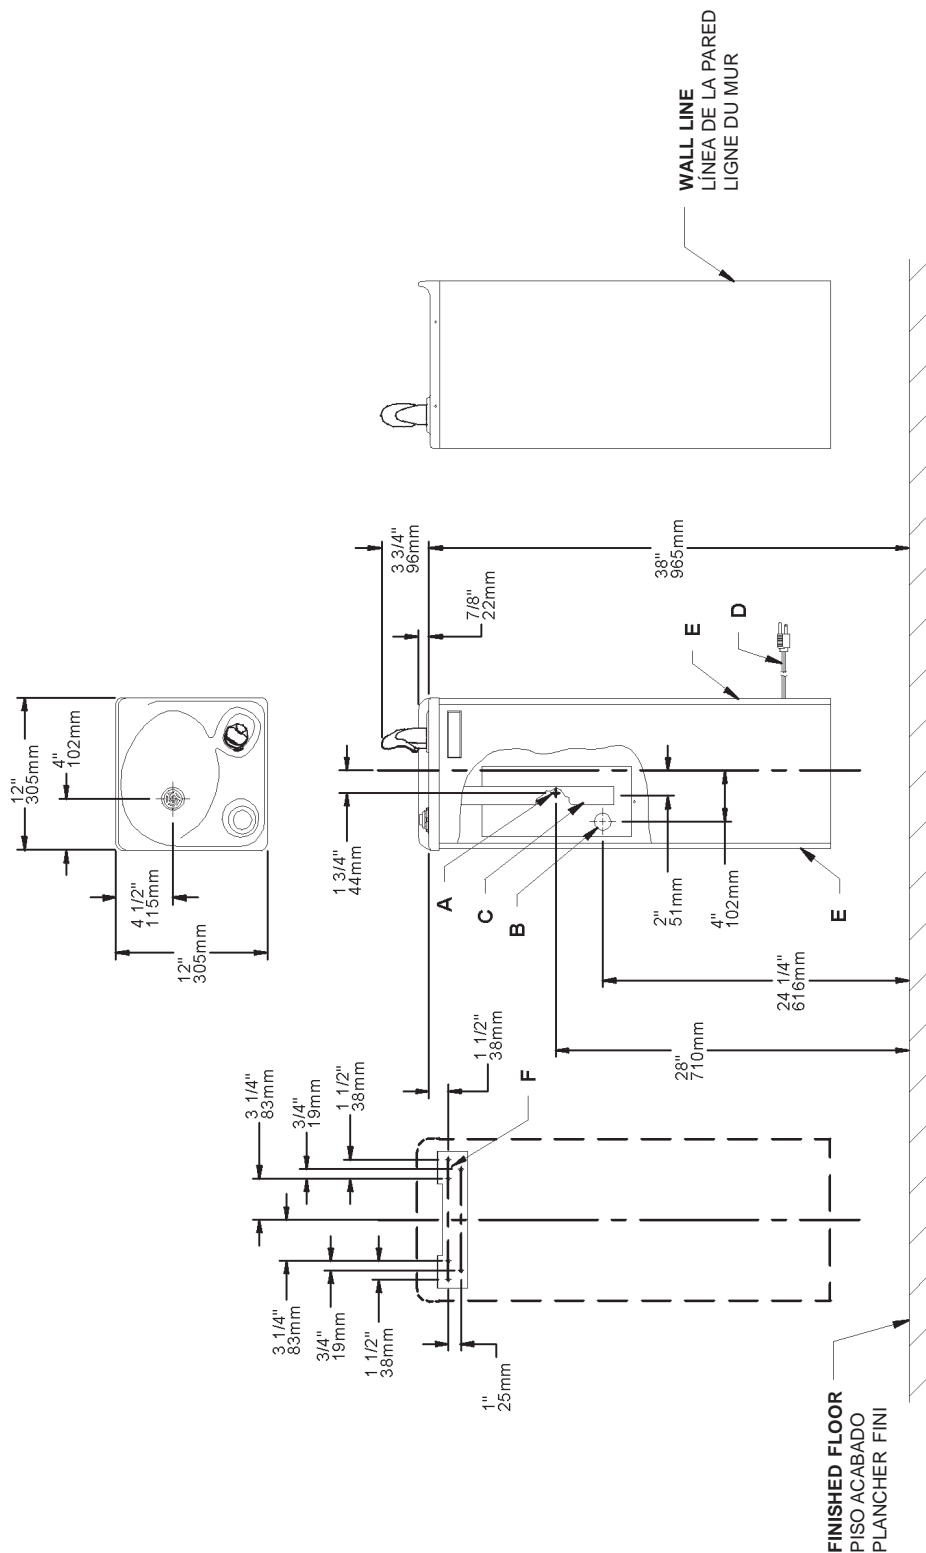 12"
305mm
4"
102mm
4 1/2"
115mm
12"
305mm
3 1/4"
83mm
3/4"
19mm
1 1/2"
38mm
3 1/4"
83mm
3/4"
19mm
1 1/2"
38mm
1"
25mm
1 1/2"
38mm
F
1 3/4"
44mm
A
C
B
2"
51mm
4"
102mm
E
24 1/4"
616mm
28"
710mm
3 3/4"
96mm
7/8"
22mm
38"
965mm
E
D
WALL LINE
LÍNEA DE LA PARED
LIGNE DU MUR
FINISHED FLOOR
PISO ACABADO
PLANCHER FINI